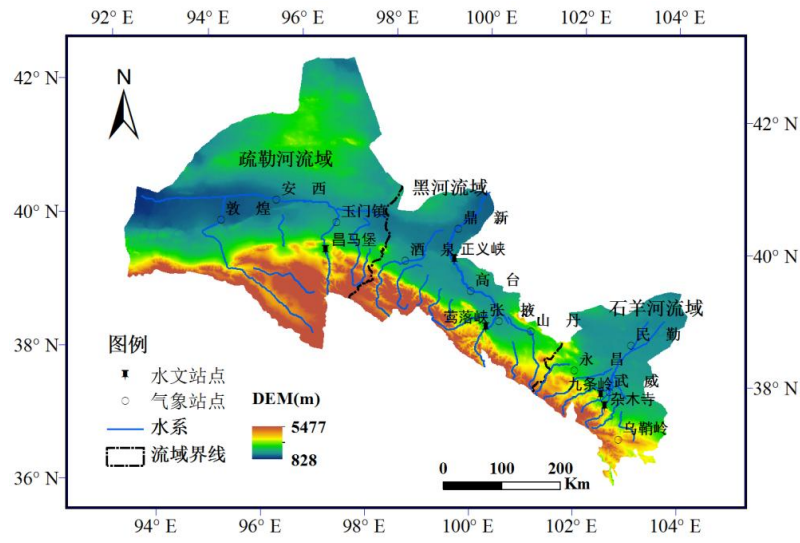 92° E 94° E 96° E 98° E 100° E 102° E 104° E
42° N
40° N
38° N
36° N
42° N
40° N
38° N
N
疏勒河流域
黑河流域
石羊河流域
安西
敦煌
玉门镇
昌马堡
鼎新
酒泉
正义峡
高台
莺落峡
张掖
山丹
民勤
永昌
九条岭
武威
杂木寺
乌鞘岭
图例
水文站点
气象站点
水系
流域界线
DEM(m)
5477
828
0 100 200
Km
94° E 96° E 98° E 100° E 102° E 104° E